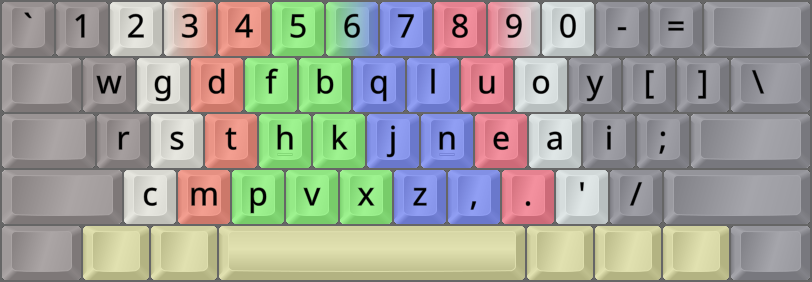 ` 1 2 3 4 5 6 7 8 9 0 - =
w g d f b q l u o y [ ] \
r s t h k j n e a i ;
c m p v x z , . ' /